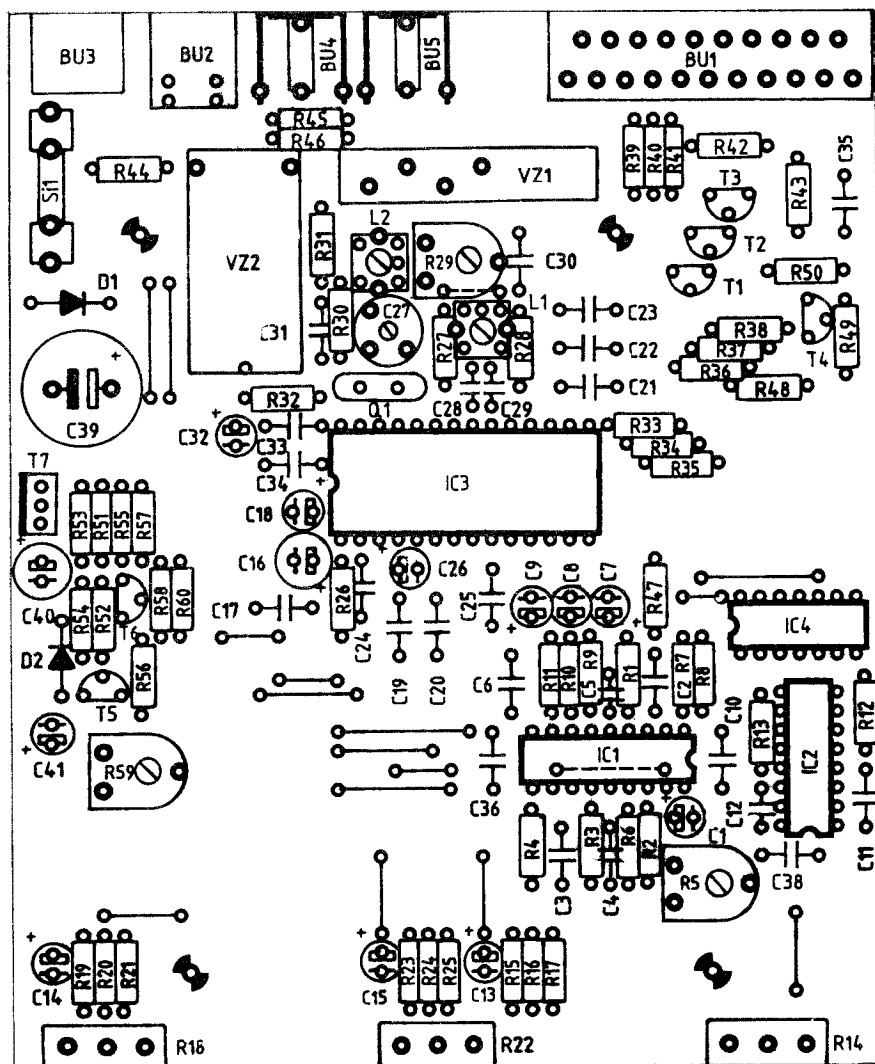 BU3
BU2
BU4
BU5
BU1
R45
R46
R44
Si1
VZ1
VZ2
R39
R40
R41
R42
C35
R43
T3
T2
T1
R31
L2
R29
C30
D1
R50
C31
R30
C27
L1
R27
R28
C23
C22
C21
R38
R37
R36
R48
T4
R49
C39
R32
Q1
C28
C29
C32
C33
C34
IC3
R33
R34
R35
T7
C18
R53
R51
R55
R57
C16
C26
C40
R54
R52
T6
R58
R60
C17
R26
C24
C19
C20
C25
C9
C8
C7
R47
IC4
D2
R56
T5
C6
R11
R10
R9
C5
R1
C2
R7
R8
C10
R13
IC2
R12
C41
R59
C36
IC1
C12
C11
R4
C3
R3
C4
R6
R2
C1
R5
C38
C14
R19
R20
R21
C15
R23
R24
R25
C13
R15
R16
R17
R18
R22
R14